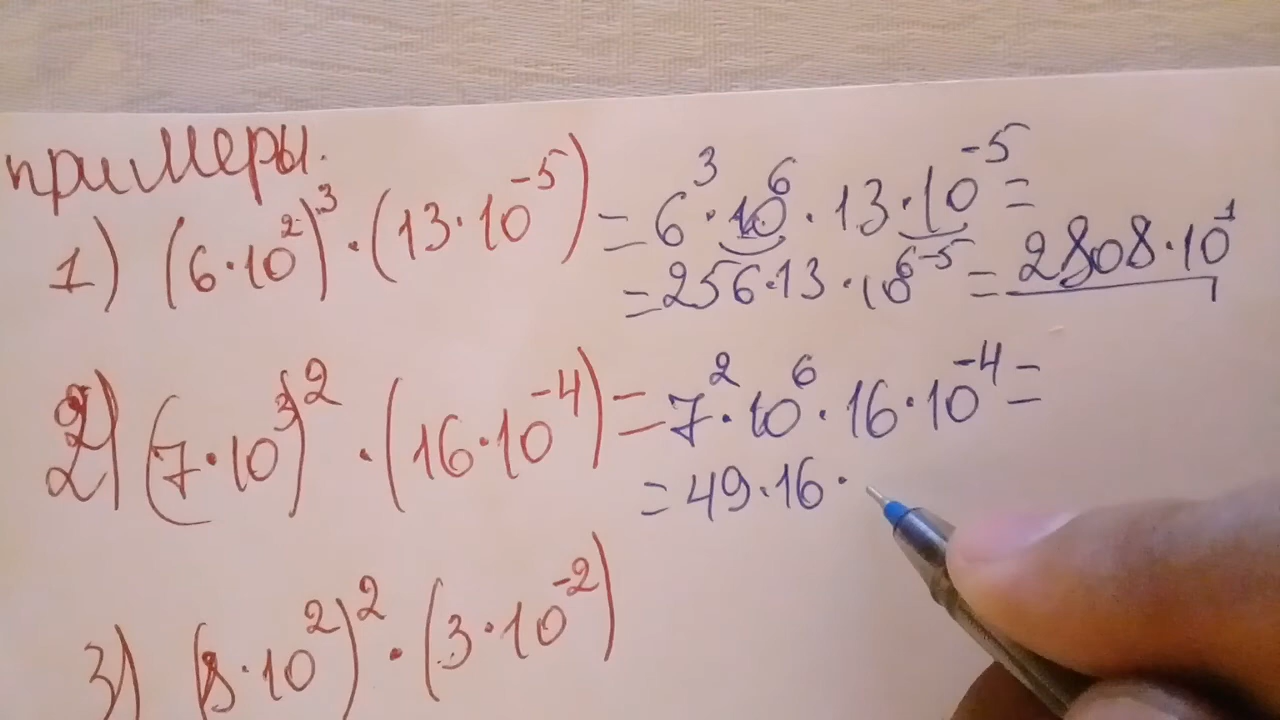 примеры.
1) (6·10²)³·(13·10⁻⁵) = 6³·10⁶·13·10⁻⁵ =
= 256·13·10⁶⁻⁵ = 2808·10¹
2) (7·10³)²·(16·10⁻⁴) = 7²·10⁶·16·10⁻⁴ =
= 49·16·
3) (8·10²)²·(3·10⁻²)